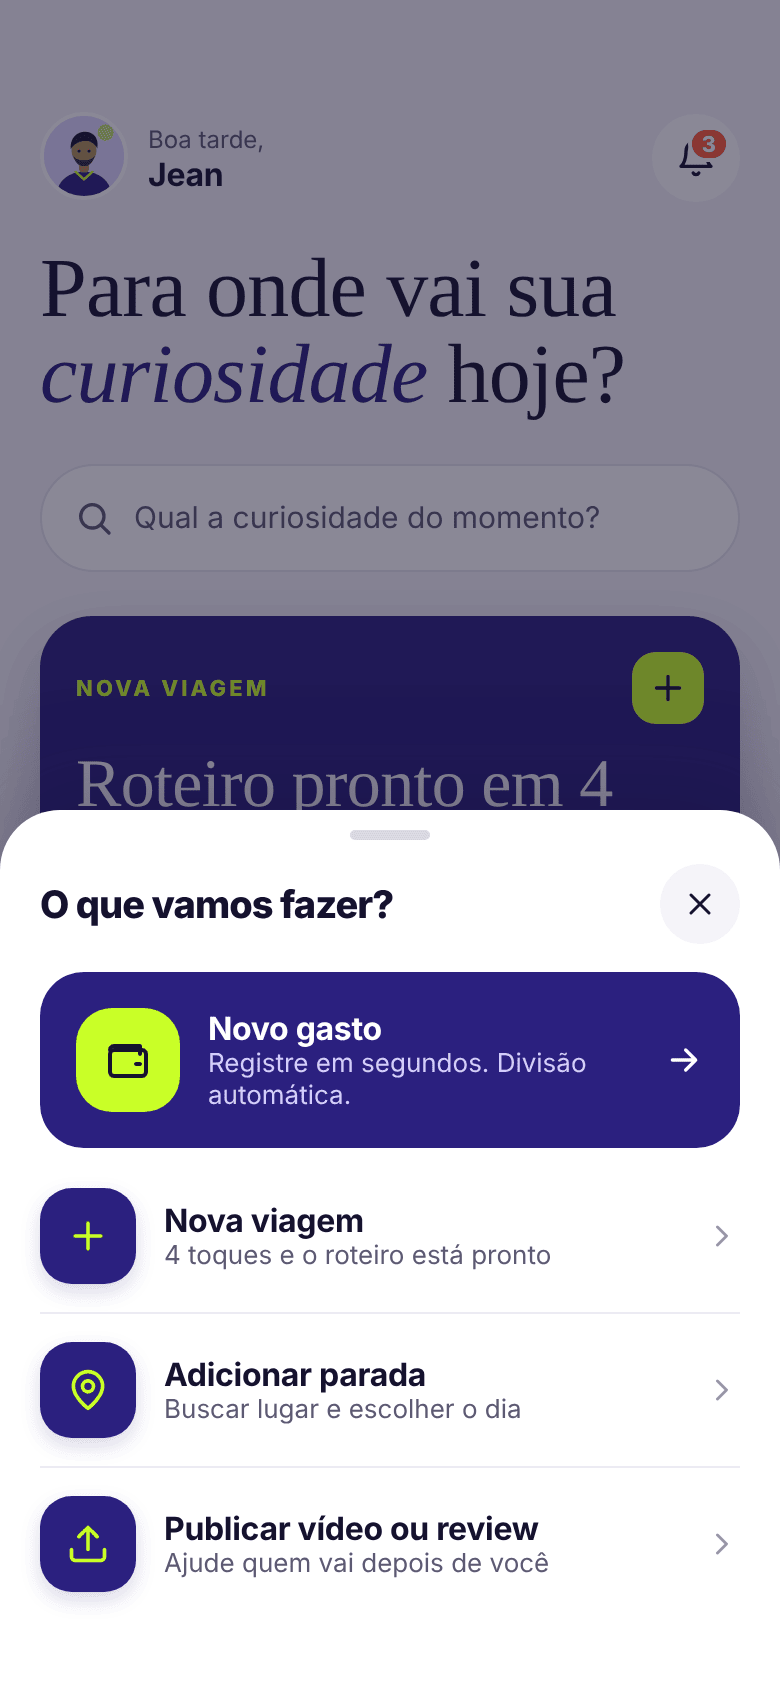 Boa tarde,
Jean
3
Para onde vai sua
curiosidade hoje?
Qual a curiosidade do momento?
NOVA VIAGEM
Roteiro pronto em 4
O que vamos fazer?
Novo gasto
Registre em segundos. Divisão
automática.
Nova viagem
4 toques e o roteiro está pronto
Adicionar parada
Buscar lugar e escolher o dia
Publicar vídeo ou review
Ajude quem vai depois de você